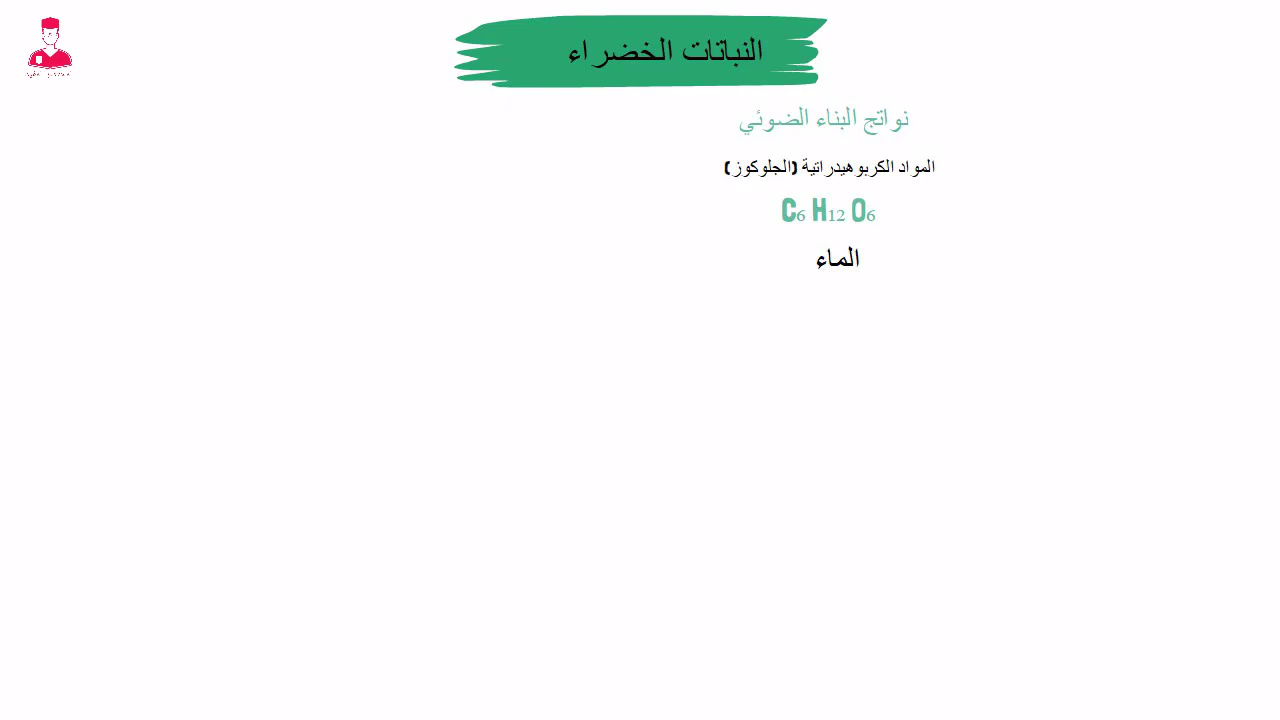 النباتات الخضراء
نواتج البناء الضوئي
المواد الكربوهيدراتية (الجلوكوز)
C6 H12 O6
الماء